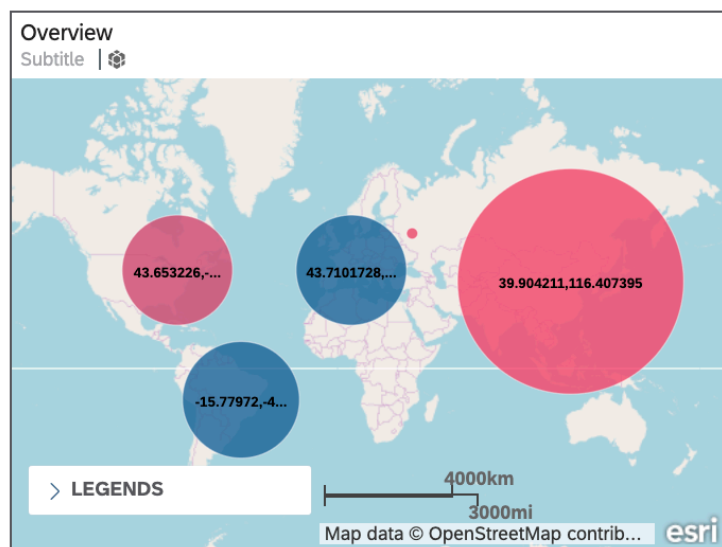 Overview
Subtitle
43.653226,-...
43.7101728,...
39.904211,116.407395
-15.77972,-4...
LEGENDS
4000km
3000mi
Map data © OpenStreetMap contrib...
esri